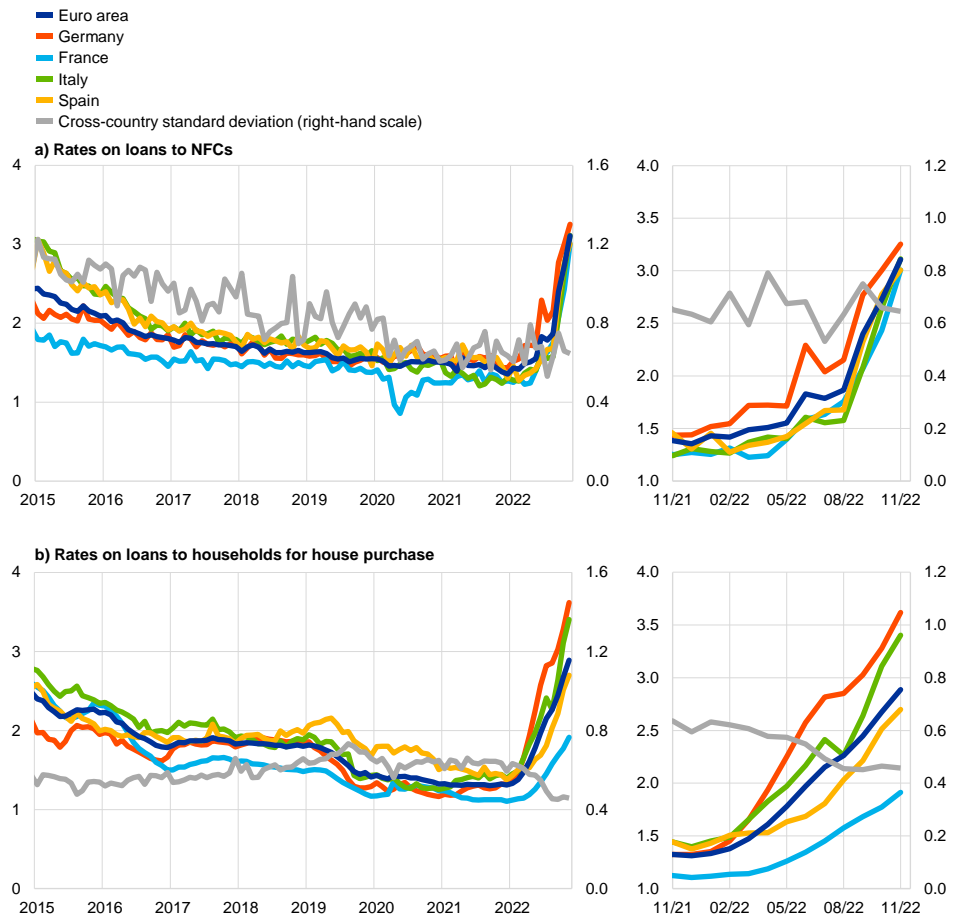 Euro area
Germany
France
Italy
Spain
Cross-country standard deviation (right-hand scale)
a) Rates on loans to NFCs
4 1.6 4.0 1.2
3.5 1.0
3 1.2 3.0 0.8
2 0.8 2.5 0.6
2.0 0.4
1 0.4
1.5 0.2
0 0.0 1.0 0.0
2015 2016 2017 2018 2019 2020 2021 2022 11/21 02/22 05/22 08/22 11/22
b) Rates on loans to households for house purchase
4 1.6 4.0 1.2
3.5 1.0
3 1.2 3.0 0.8
2 0.8 2.5 0.6
2.0 0.4
1 0.4
1.5 0.2
0 0.0 1.0 0.0
2015 2016 2017 2018 2019 2020 2021 2022 11/21 02/22 05/22 08/22 11/22